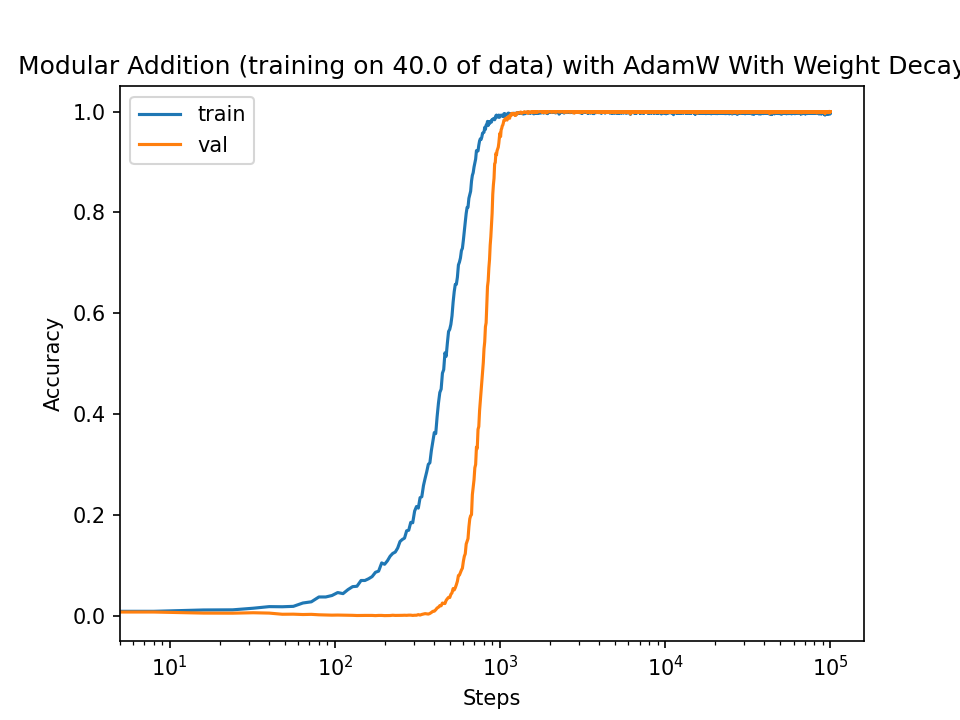 Modular Addition (training on 40.0 of data) with AdamW With Weight Decay
train
val
1.0
0.8
0.6
0.4
0.2
0.0
Accuracy
10¹ 10² 10³ 10⁴ 10⁵
Steps